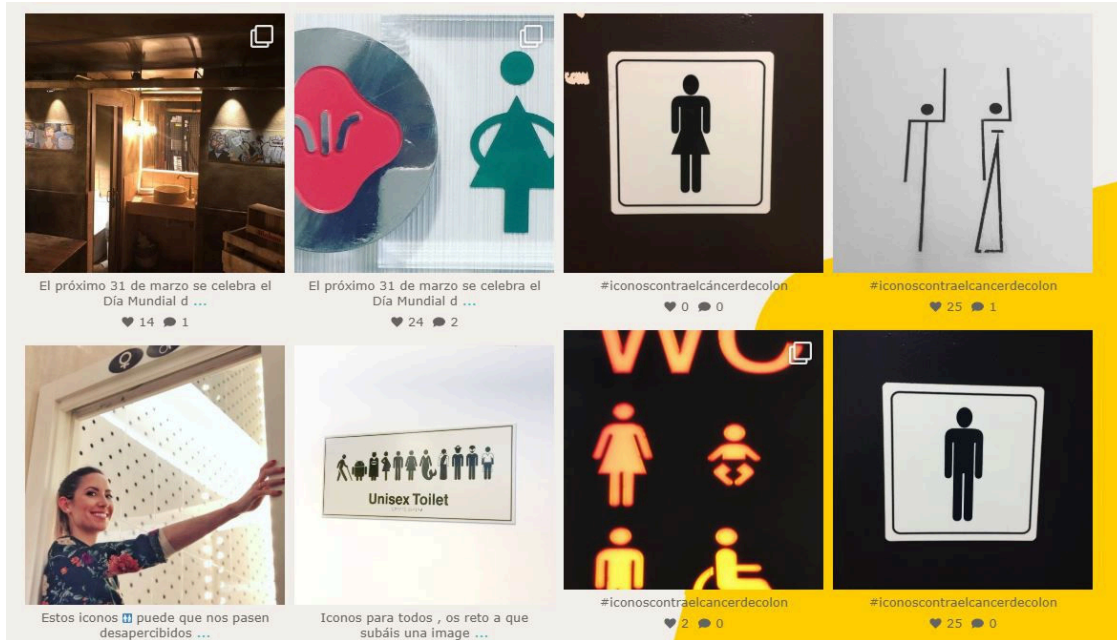 El próximo 31 de marzo se celebra el
Día Mundial d ...
14 1
El próximo 31 de marzo se celebra el
Día Mundial d ...
24 2
#iconoscontraelcáncerdecolon
0 0
#iconoscontraelcancerdecolon
25 1
Unisex Toilet
WC
Estos iconos 🚻 puede que nos pasen
desapercibidos ...
Iconos para todos , os reto a que
subáis una image ...
#iconoscontraelcancerdecolon
2 0
#iconoscontraelcancerdecolon
25 0